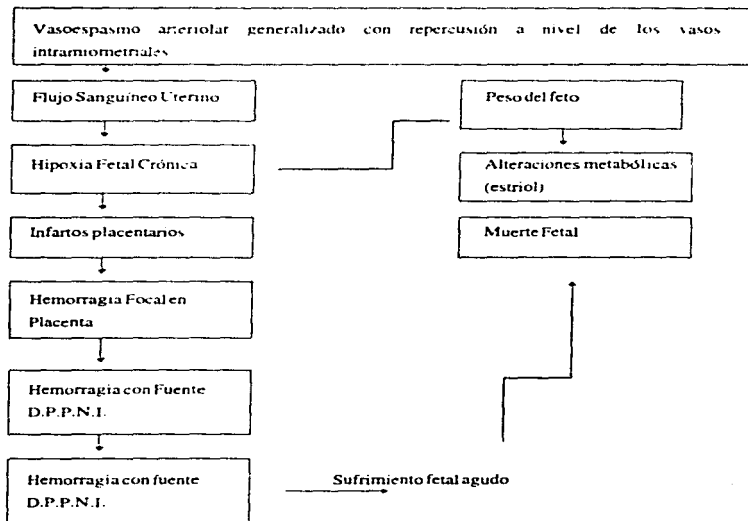 Vasoespasmo arteriolar generalizado con repercusión a nivel de los vasos
intramiometriales
Flujo Sanguíneo Uterino
Peso del feto
Hipoxia Fetal Crónica
Alteraciones metabólicas
(estriol)
Infartos placentarios
Muerte Fetal
Hemorragia Focal en
Placenta
Hemorragia con Fuente
D.P.P.N.I.
Hemorragia con fuente
D.P.P.N.I.
Sufrimiento fetal agudo